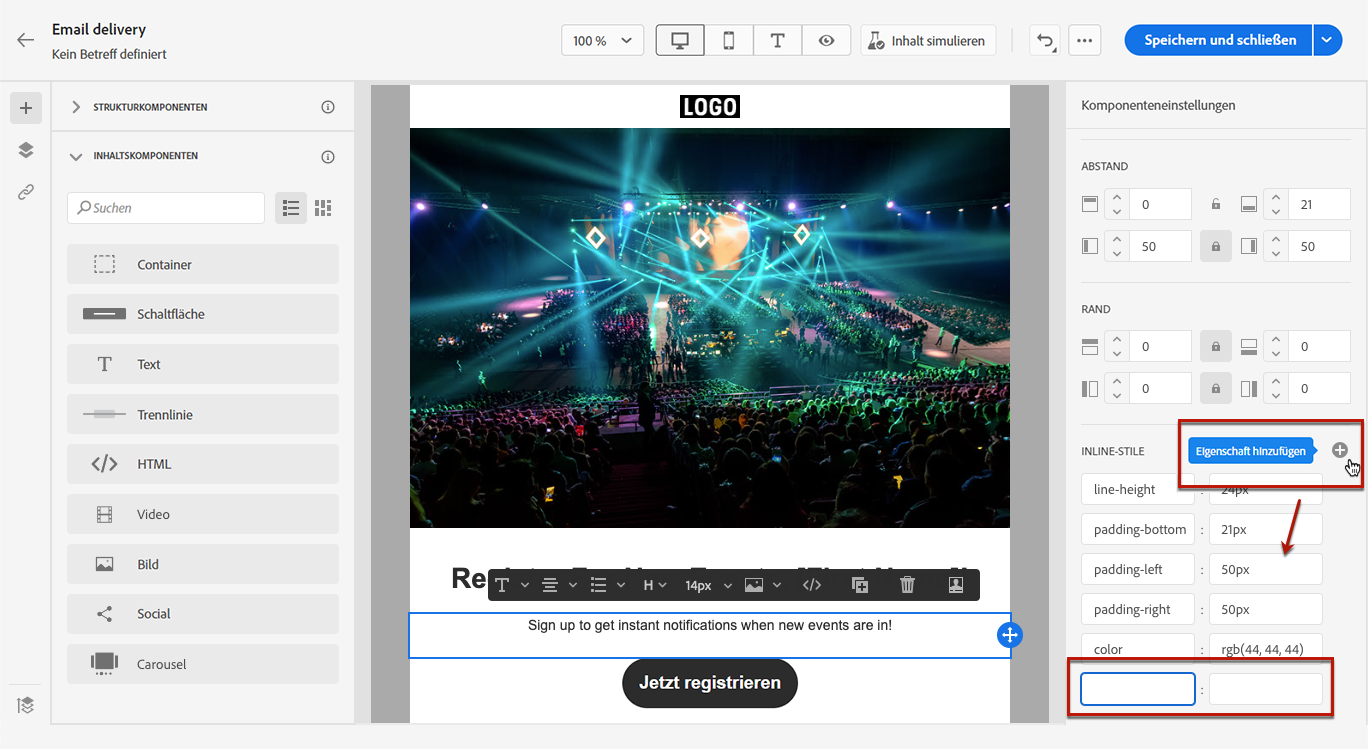 Email delivery
Kein Betreff definiert
100 %
Inhalt simulieren
Speichern und schließen
STRUKTURKOMPONENTEN
INHALTSKOMPONENTEN
Suchen
Container
Schaltfläche
Text
Trennlinie
HTML
Video
Bild
Social
Carousel
LOGO
H
14px
Sign up to get instant notifications when new events are in!
Jetzt registrieren
Komponenteneinstellungen
ABSTAND
0
21
50
50
RAND
0
0
0
0
INLINE-STILE
Eigenschaft hinzufügen
line-height : 24px
padding-bottom : 21px
padding-left : 50px
padding-right : 50px
color : rgb(44, 44, 44)
: